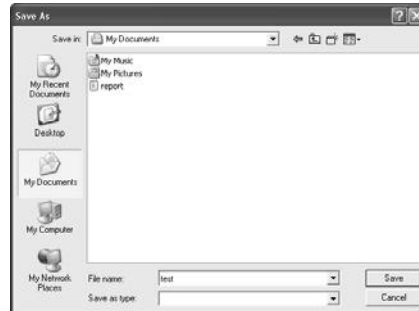 Save As
Save in: My Documents
My Music
My Pictures
report
My Recent
Documents
Desktop
My Documents
My Computer
My Network
Places
File name: test
Save
Save as type:
Cancel